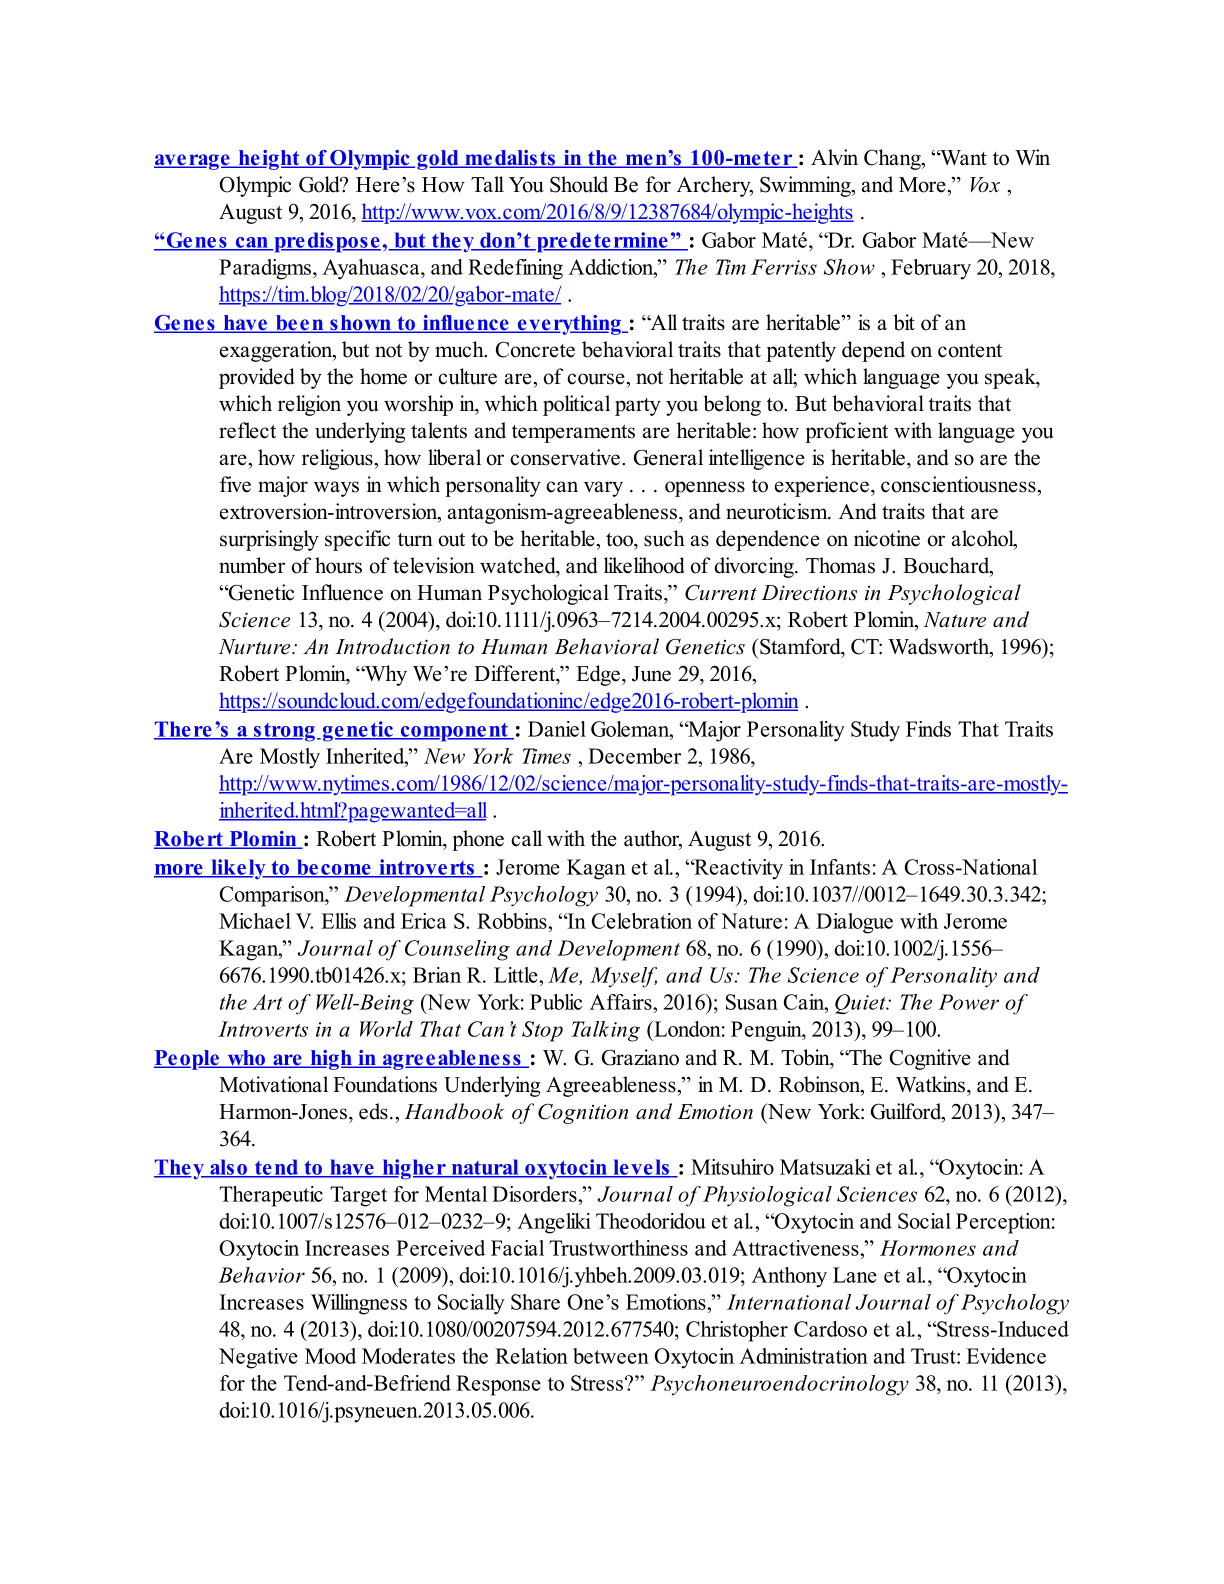 average height of Olympic gold medalists in the men’s 100-meter : Alvin Chang, “Want to Win
Olympic Gold? Here’s How Tall You Should Be for Archery, Swimming, and More,” Vox ,
August 9, 2016, http://www.vox.com/2016/8/9/12387684/olympic-heights .
“Genes can predispose, but they don’t predetermine” : Gabor Maté, “Dr. Gabor Maté—New
Paradigms, Ayahuasca, and Redefining Addiction,” The Tim Ferriss Show , February 20, 2018,
https://tim.blog/2018/02/20/gabor-mate/ .
Genes have been shown to influence everything : “All traits are heritable” is a bit of an
exaggeration, but not by much. Concrete behavioral traits that patently depend on content
provided by the home or culture are, of course, not heritable at all; which language you speak,
which religion you worship in, which political party you belong to. But behavioral traits that
reflect the underlying talents and temperaments are heritable: how proficient with language you
are, how religious, how liberal or conservative. General intelligence is heritable, and so are the
five major ways in which personality can vary . . . openness to experience, conscientiousness,
extroversion-introversion, antagonism-agreeableness, and neuroticism. And traits that are
surprisingly specific turn out to be heritable, too, such as dependence on nicotine or alcohol,
number of hours of television watched, and likelihood of divorcing. Thomas J. Bouchard,
“Genetic Influence on Human Psychological Traits,” Current Directions in Psychological
Science 13, no. 4 (2004), doi:10.1111/j.0963–7214.2004.00295.x; Robert Plomin, Nature and
Nurture: An Introduction to Human Behavioral Genetics (Stamford, CT: Wadsworth, 1996);
Robert Plomin, “Why We’re Different,” Edge, June 29, 2016,
https://soundcloud.com/edgefoundationinc/edge2016-robert-plomin .
There’s a strong genetic component : Daniel Goleman, “Major Personality Study Finds That Traits
Are Mostly Inherited,” New York Times , December 2, 1986,
http://www.nytimes.com/1986/12/02/science/major-personality-study-finds-that-traits-are-mostly-
inherited.html?pagewanted=all .
Robert Plomin : Robert Plomin, phone call with the author, August 9, 2016.
more likely to become introverts : Jerome Kagan et al., “Reactivity in Infants: A Cross-National
Comparison,” Developmental Psychology 30, no. 3 (1994), doi:10.1037//0012–1649.30.3.342;
Michael V. Ellis and Erica S. Robbins, “In Celebration of Nature: A Dialogue with Jerome
Kagan,” Journal of Counseling and Development 68, no. 6 (1990), doi:10.1002/j.1556–
6676.1990.tb01426.x; Brian R. Little, Me, Myself, and Us: The Science of Personality and
the Art of Well-Being (New York: Public Affairs, 2016); Susan Cain, Quiet: The Power of
Introverts in a World That Can’t Stop Talking (London: Penguin, 2013), 99–100.
People who are high in agreeableness : W. G. Graziano and R. M. Tobin, “The Cognitive and
Motivational Foundations Underlying Agreeableness,” in M. D. Robinson, E. Watkins, and E.
Harmon-Jones, eds., Handbook of Cognition and Emotion (New York: Guilford, 2013), 347–
364.
They also tend to have higher natural oxytocin levels : Mitsuhiro Matsuzaki et al., “Oxytocin: A
Therapeutic Target for Mental Disorders,” Journal of Physiological Sciences 62, no. 6 (2012),
doi:10.1007/s12576–012–0232–9; Angeliki Theodoridou et al., “Oxytocin and Social Perception:
Oxytocin Increases Perceived Facial Trustworthiness and Attractiveness,” Hormones and
Behavior 56, no. 1 (2009), doi:10.1016/j.yhbeh.2009.03.019; Anthony Lane et al., “Oxytocin
Increases Willingness to Socially Share One’s Emotions,” International Journal of Psychology
48, no. 4 (2013), doi:10.1080/00207594.2012.677540; Christopher Cardoso et al., “Stress-Induced
Negative Mood Moderates the Relation between Oxytocin Administration and Trust: Evidence
for the Tend-and-Befriend Response to Stress?” Psychoneuroendocrinology 38, no. 11 (2013),
doi:10.1016/j.psyneuen.2013.05.006.